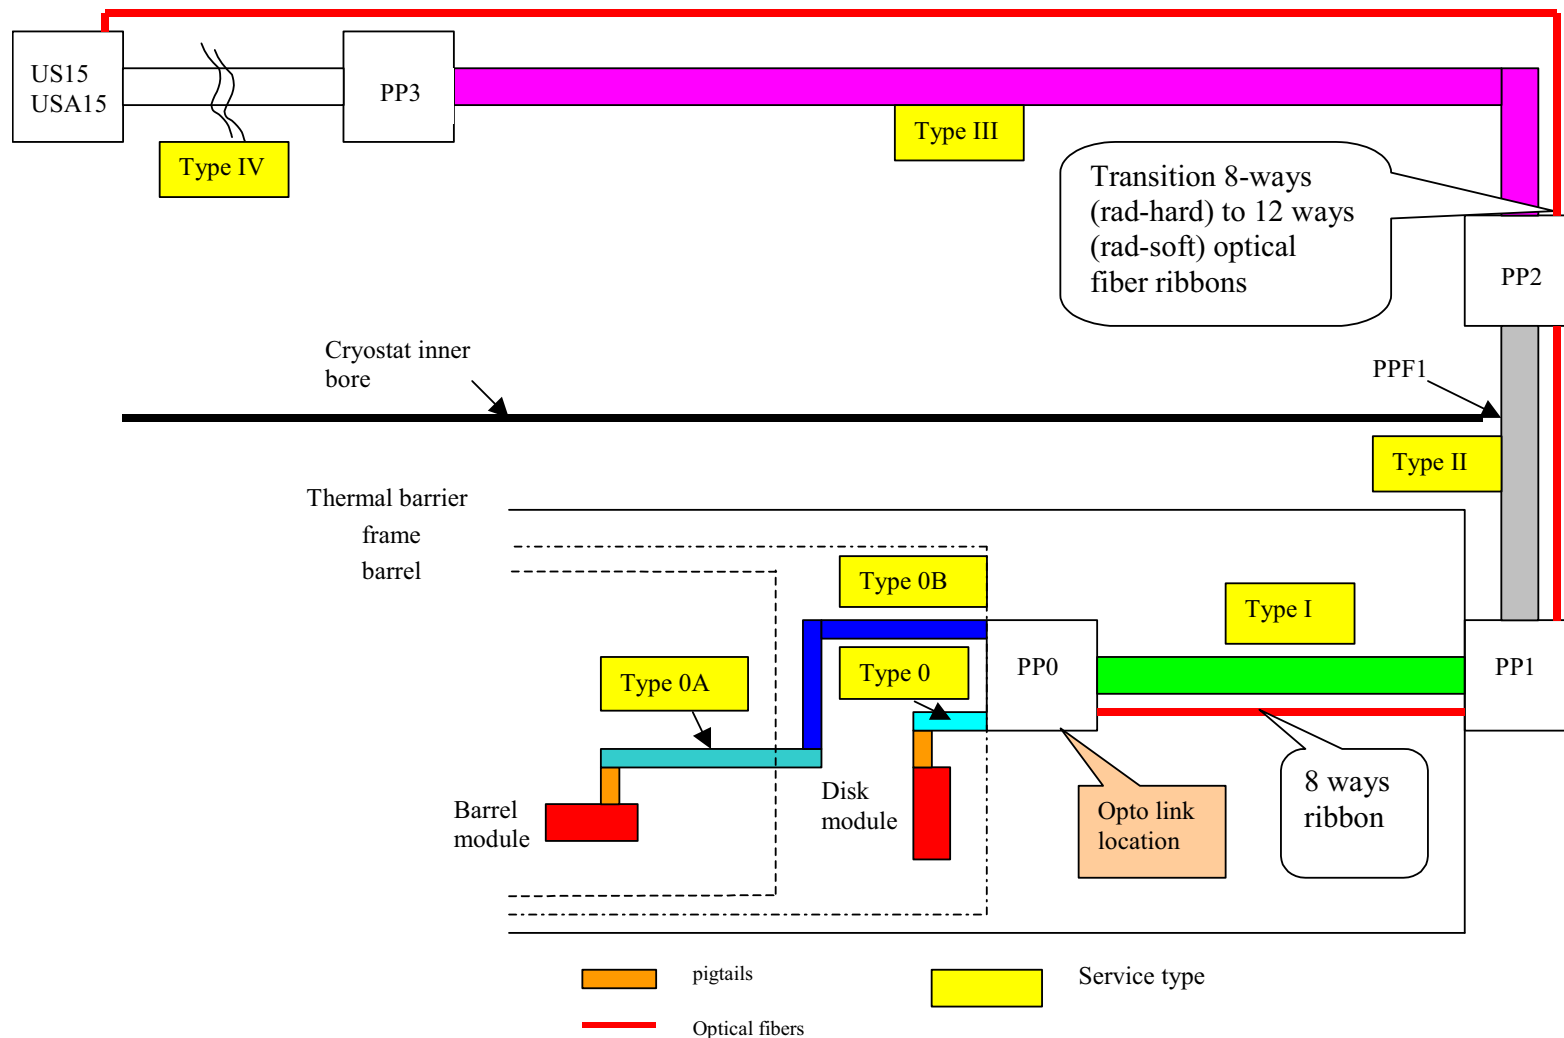 US15
USA15
PP3
Type IV
Type III
Transition 8-ways
(rad-hard) to 12 ways
(rad-soft) optical
fiber ribbons
PP2
Cryostat inner
bore
PPF1
Type II
Thermal barrier
frame
barrel
Type 0B
Type I
Type 0A
Type 0
PP0
PP1
Barrel
module
Disk
module
Opto link
location
8 ways
ribbon
pigtails
Service type
Optical fibers